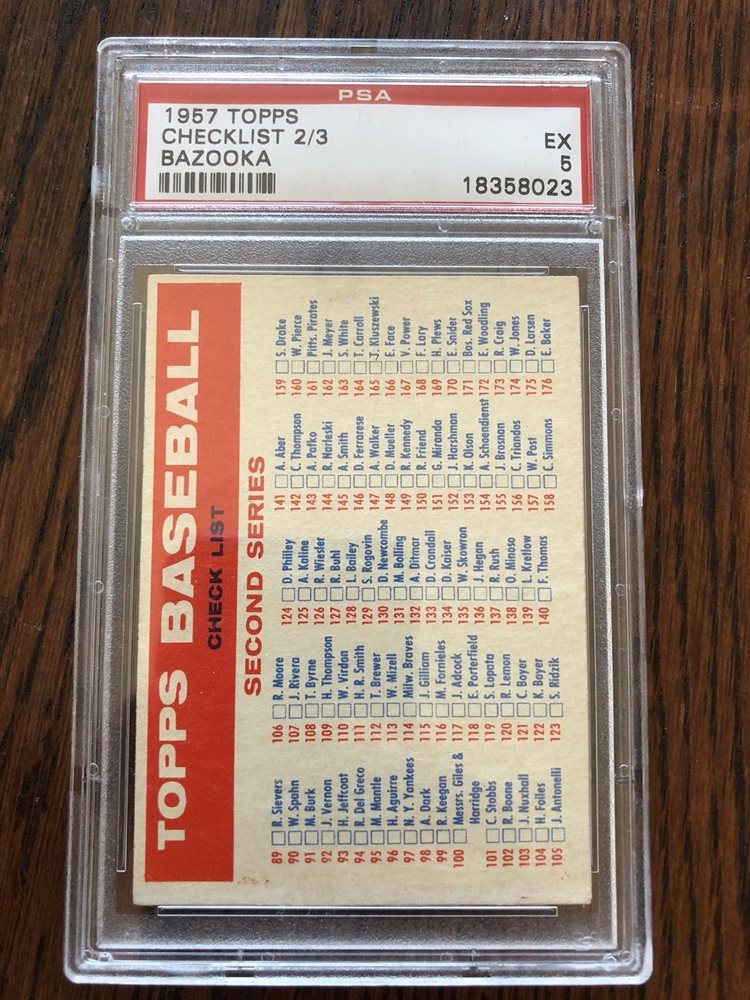 PSA
1957 TOPPS
CHECKLIST 2/3
BAZOOKA
EX
5
18358023
TOPPS BASEBALL
CHECK LIST
SECOND SERIES
89 R. Sievers
90 W. Spahn
91 M. Burk
92 J. Vernon
93 H. Jeffcoat
94 R. Del Greco
95 M. Mantle
96 H. Aguirre
97 N. Y. Yankees
98 A. Dark
99 R. Keegan
100 Messrs. Giles &
Harridge
101 C. Stobbs
102 R. Boone
103 J. Nuxhall
104 H. Foiles
105 J. Antonelli
106 R. Moore
107 J. Rivera
108 T. Byrne
109 H. Thompson
110 W. Virdon
111 H. R. Smith
112 T. Brewer
113 W. Mizell
114 Milw. Braves
115 J. Gilliam
116 M. Fornieles
117 J. Adcock
118 E. Porterfield
119 S. Lopata
120 R. Lemon
121 C. Boyer
122 K. Boyer
123 S. Ridzik
124 D. Philley
125 A. Kaline
126 R. Wiesler
127 R. Buhl
128 L. Bailey
129 S. Rogovin
130 D. Newcombe
131 M. Bolling
132 A. Ditmar
133 D. Crandall
134 D. Kaiser
135 W. Skowron
136 J. Hegan
137 R. Rush
138 O. Minoso
139 L. Kretlow
140 F. Thomas
141 A. Aber
142 C. Thompson
143 A. Pafko
144 R. Narleski
145 A. Smith
146 D. Ferrarese
147 A. Walker
148 D. Mueller
149 R. Kennedy
150 R. Friend
151 G. Miranda
152 J. Harshman
153 K. Olson
154 A. Schoendienst
155 J. Brosnan
156 C. Triandos
157 W. Post
158 C. Simmons
159 S. Drake
160 W. Pierce
161 Pitts. Pirates
162 J. Meyer
163 S. White
164 T. Carroll
165 J. Kluszewski
166 E. Face
167 V. Power
168 F. Lary
169 H. Plews
170 E. Snider
171 Bos. Red Sox
172 E. Woodling
173 R. Craig
174 W. Jones
175 D. Larsen
176 E. Baker